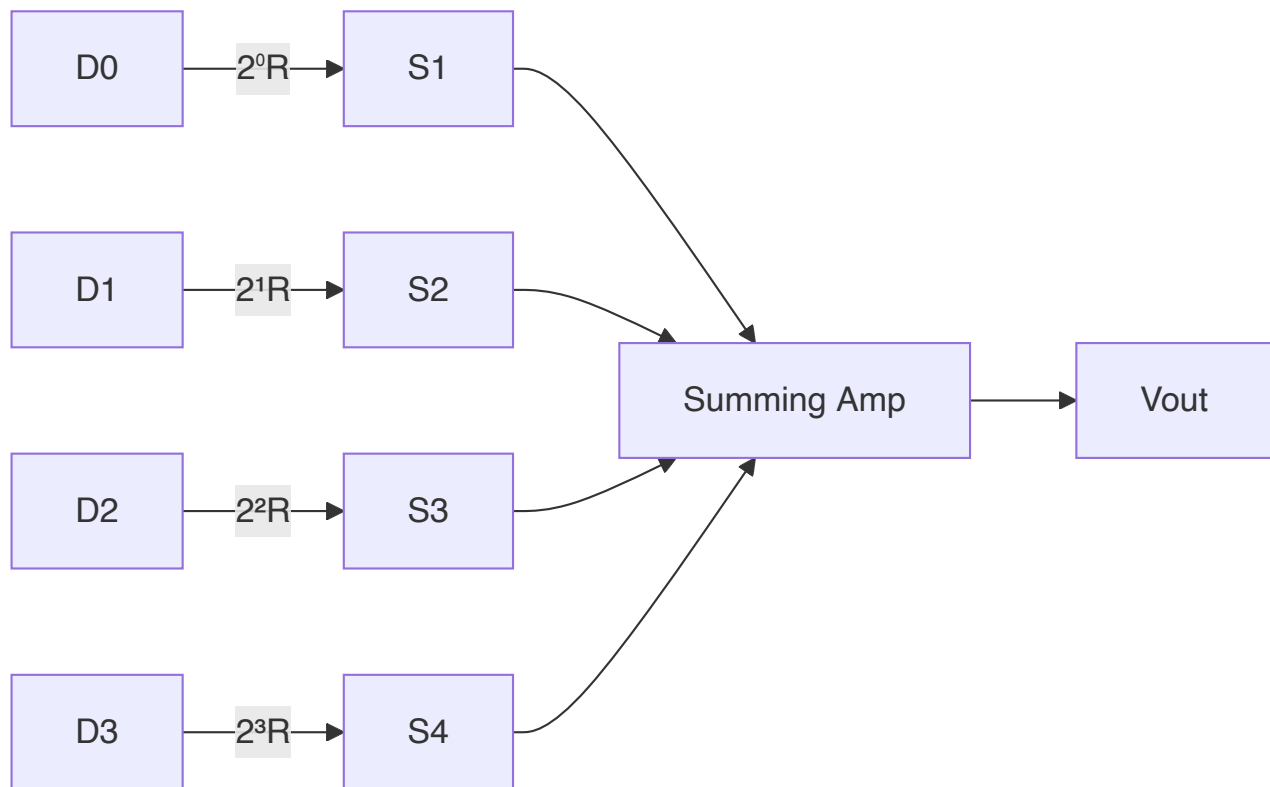 D0
2⁰R
S1
D1
2¹R
S2
Summing Amp
Vout
D2
2²R
S3
D3
2³R
S4